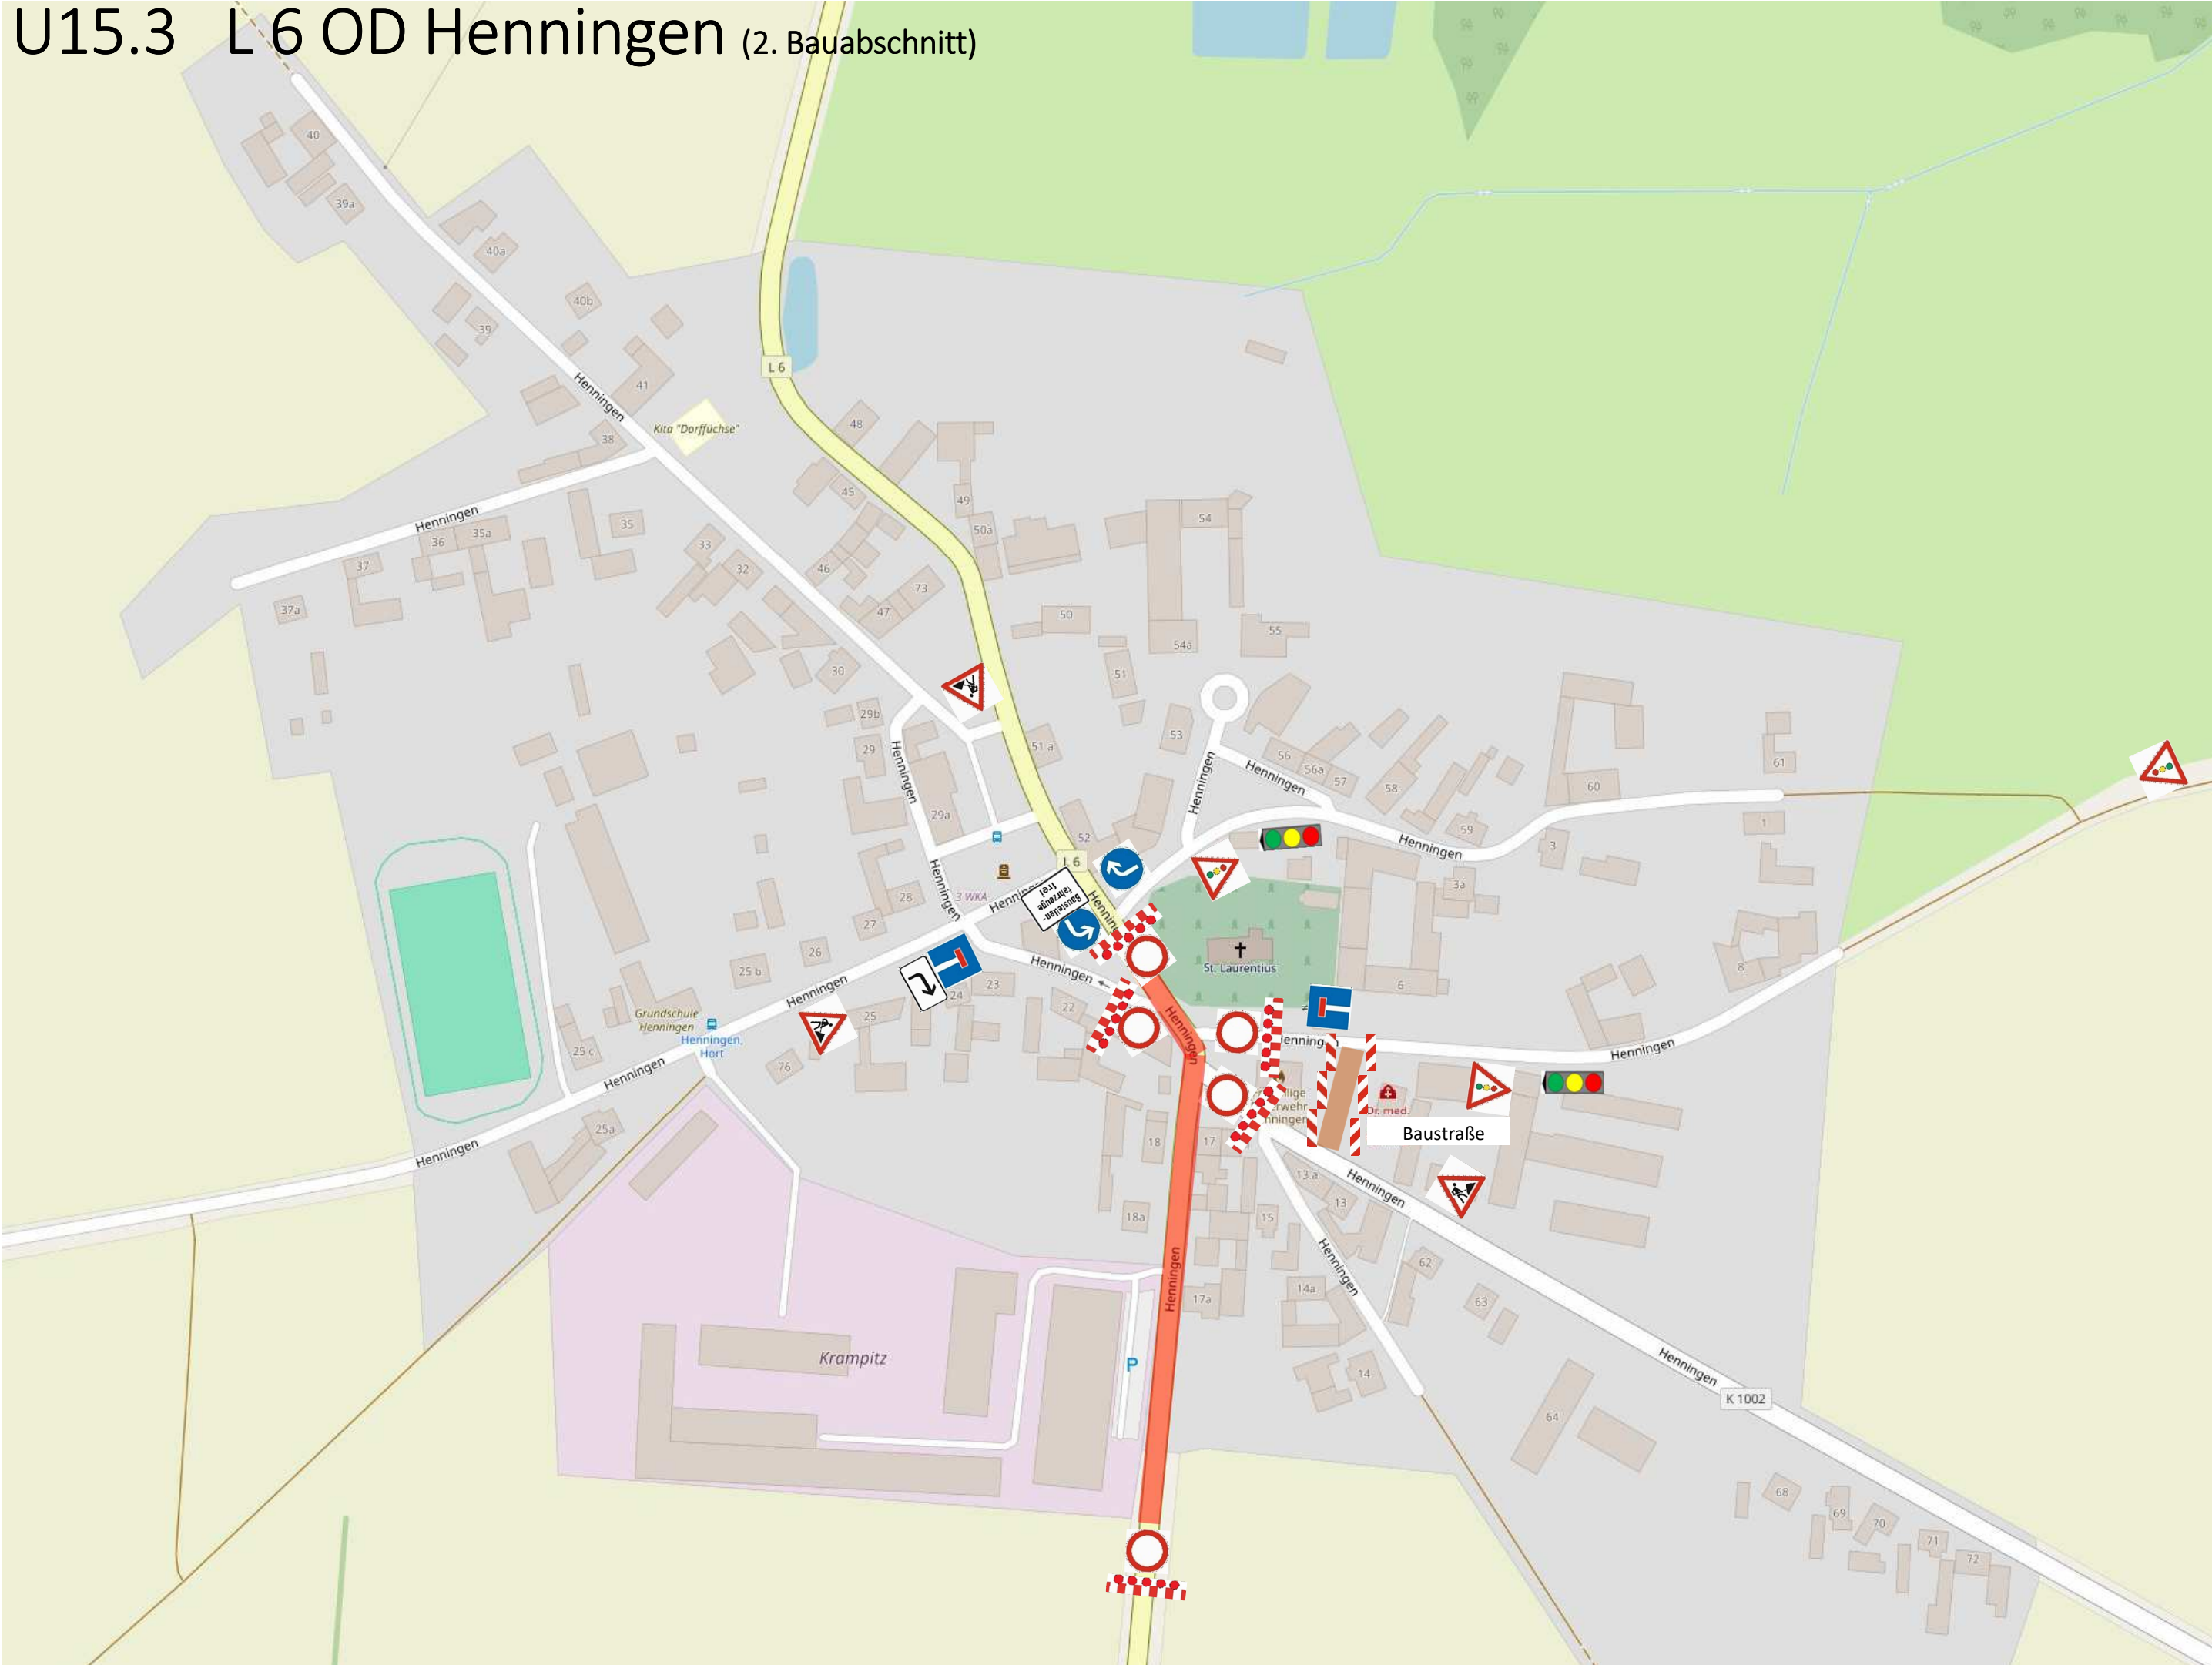 U15.3 L 6 OD Henningen (2. Bauabschnitt)
40
39a
40a
40b
39
L 6
41
Henningen
Kita "Dorffüchse"
48
38
45
49
Henningen
35
50a
54
36
35a
33
37
32
46
73
37a
47
50
55
54a
30
51
29b
53
29
51 a
Henningen
56
56a
57
Henningen
Henningen
58
61
60
29a
1
59
52
Henningen
3
L 6
3a
28
3 WKA
Baustellen-
fahrzeuge
frei
27
Henningen
26
St. Laurentius
25 b
Henningen
8
Henningen
24
23
6
22
25
Grundschule
Henningen
Henningen,
Hort
Henningen
Henningen
25 c
76
Henningen
Dr. med.
Baustraße
25a
18
17
Henningen
13 a
Henningen
13
18a
15
Henningen
Henningen
62
14a
17a
63
Krampitz
P
14
Henningen
K 1002
64
68
69
70
71
72